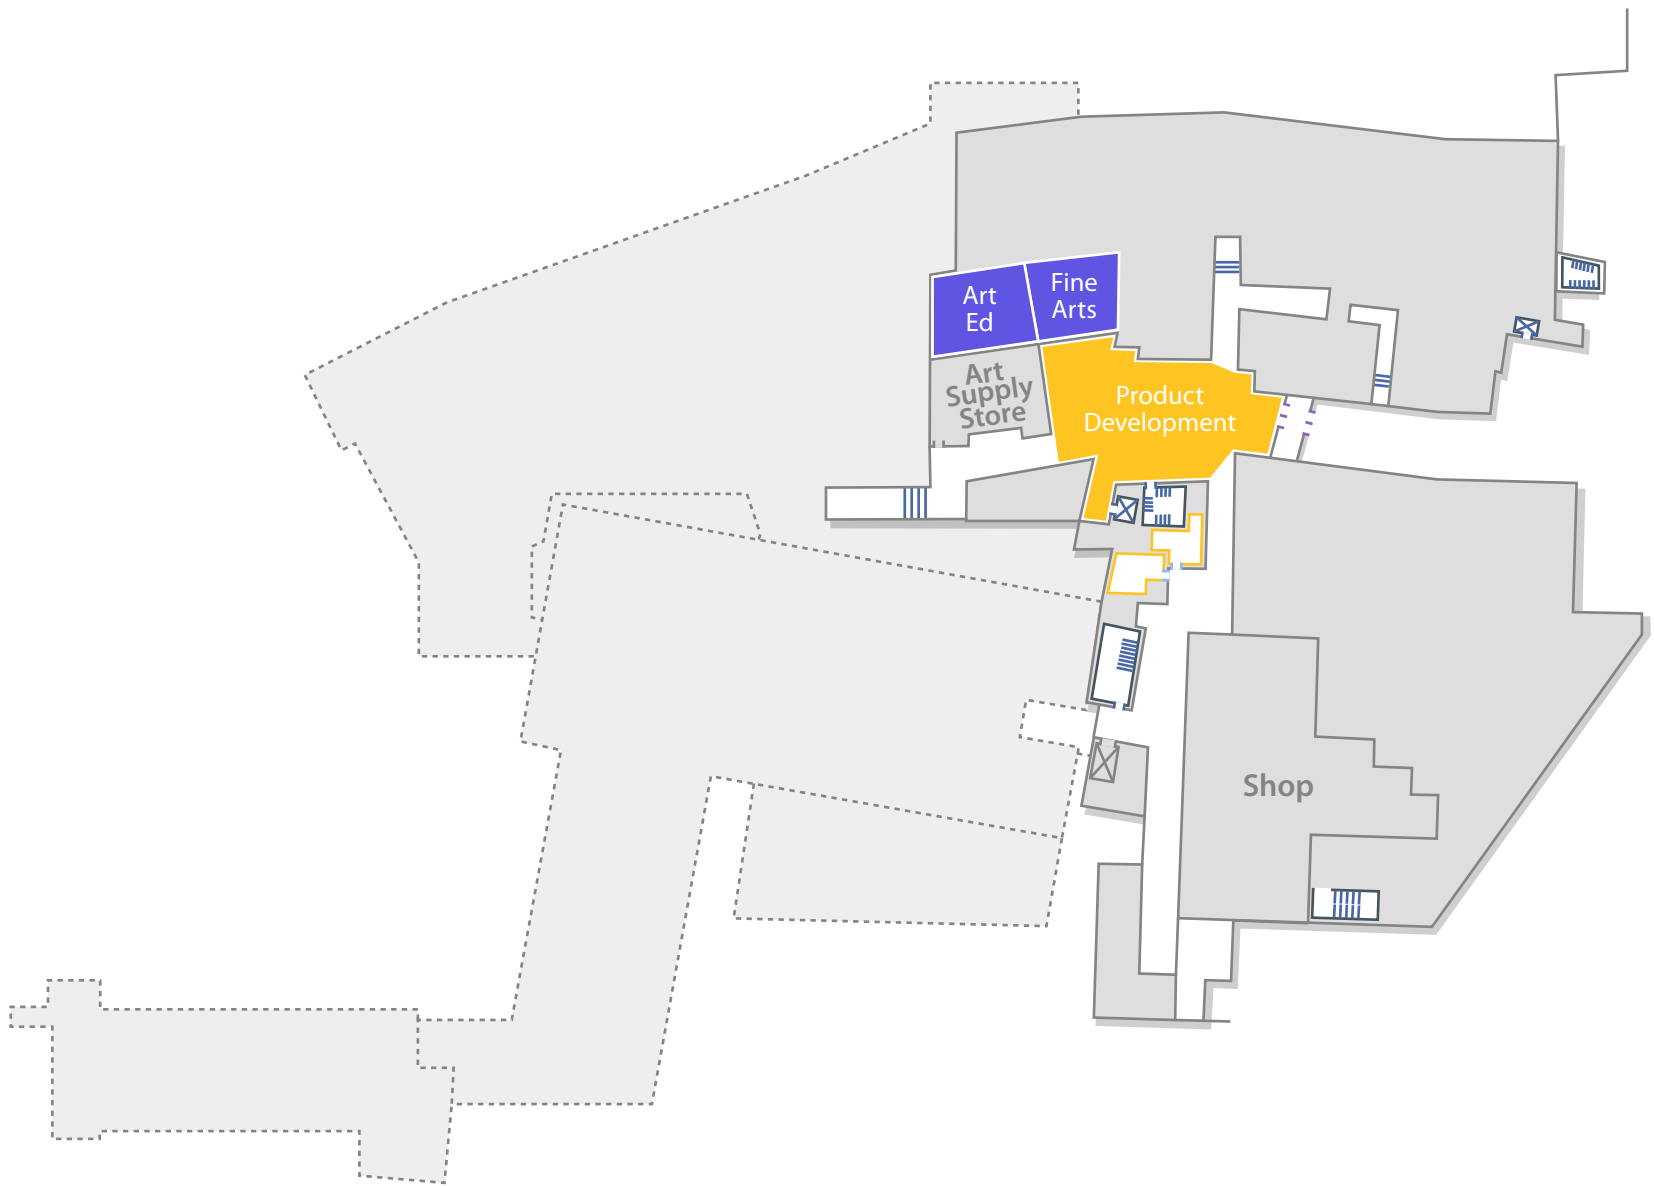 Art
Ed
Fine
Arts
Art
Supply
Store
Product
Development
Shop